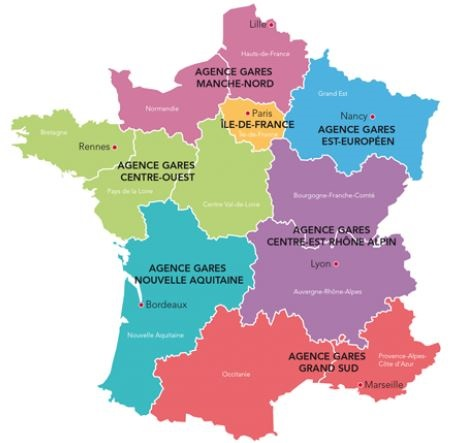 Lille
Hauts-de-France
AGENCE GARES
MANCHE-NORD
Normandie
Paris
ÎLE-DE-FRANCE
Ile-de-France
Grand Est
Nancy
AGENCE GARES
EST-EUROPÉEN
Bretagne
Rennes
AGENCE GARES
CENTRE-OUEST
Pays de la Loire
Centre Val-de-Loire
Bourgogne-Franche-Comté
AGENCE GARES
CENTRE-EST RHÔNE ALPIN
Lyon
Auvergne-Rhône-Alpes
AGENCE GARES
NOUVELLE AQUITAINE
Bordeaux
Nouvelle Aquitaine
AGENCE GARES
GRAND SUD
Occitanie
Provence-Alpes-
Côte d'Azur
Marseille